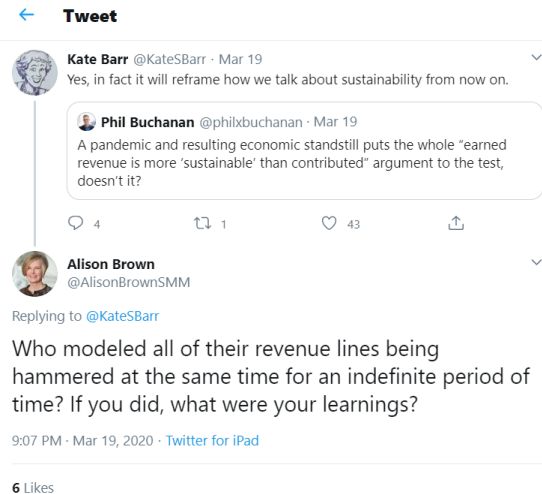 Tweet
Kate Barr @KateSBarr · Mar 19
Yes, in fact it will reframe how we talk about sustainability from now on.
Phil Buchanan @philxbuchanan · Mar 19
A pandemic and resulting economic standstill puts the whole “earned
revenue is more ‘sustainable’ than contributed” argument to the test,
doesn’t it?
4 1 43
Alison Brown
@AlisonBrownSMM
Replying to @KateSBarr
Who modeled all of their revenue lines being
hammered at the same time for an indefinite period of
time? If you did, what were your learnings?
9:07 PM · Mar 19, 2020 · Twitter for iPad
6 Likes